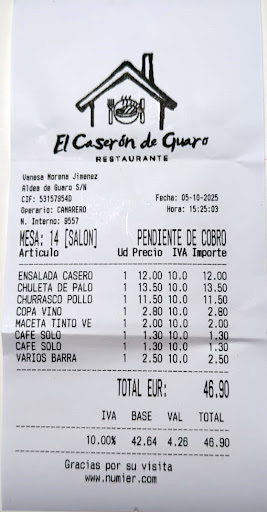 El Caserón de Guaro
RESTAURANTE
Vanesa Morena Jimenez
Aldea de Guaro S/N
CIF: 53157954D Fecha: 05-10-2025
Operario: CAMARERO Hora: 15:25:03
N. Interno: 9557
MESA: 14 [SALON] PENDIENTE DE COBRO
Articulo Ud Precio IVA Importe
ENSALADA CASERO 1 12.00 10.0 12.00
CHULETA DE PALO 1 13.50 10.0 13.50
CHURRASCO POLLO 1 11.50 10.0 11.50
COPA VINO 1 2.80 10.0 2.80
MACETA TINTO VE 1 2.00 10.0 2.00
CAFE SOLO 1 1.30 10.0 1.30
CAFE SOLO 1 1.30 10.0 1.30
VARIOS BARRA 1 2.50 10.0 2.50
TOTAL EUR: 46.90
IVA BASE VAL TOTAL
10.00% 42.64 4.26 46.90
Gracias por su visita
www.numier.com